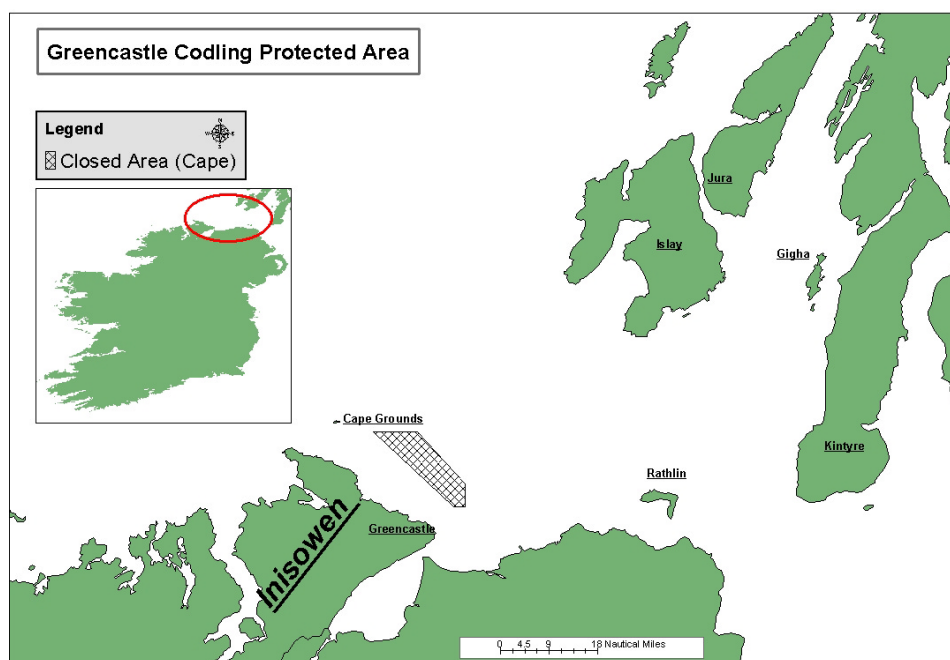 Greencastle Codling Protected Area
Legend
N
W E
S
Closed Area (Cape)
Jura
Islay
Gigha
Cape Grounds
Kintyre
Rathlin
Greencastle
Inisowen
0 4.5 9 18 Nautical Miles